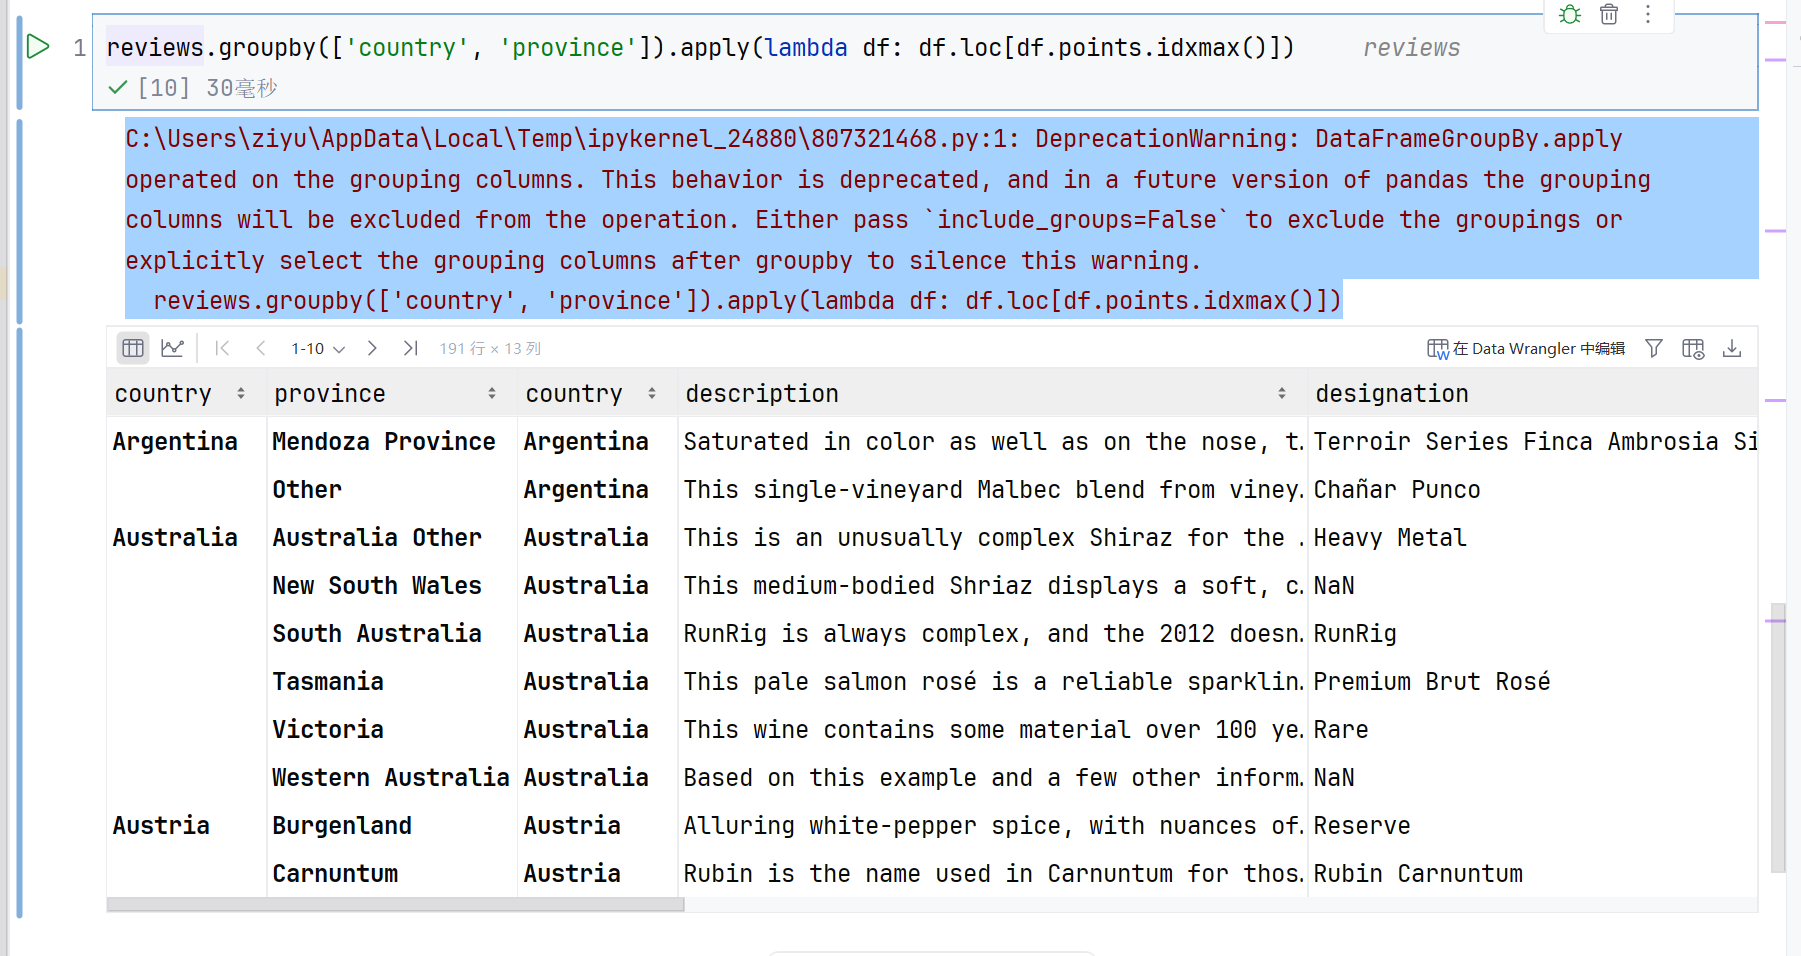 1 reviews.groupby(['country', 'province']).apply(lambda df: df.loc[df.points.idxmax()]) reviews
[10] 30毫秒
C:\Users\ziyu\AppData\Local\Temp\ipykernel_24880\807321468.py:1: DeprecationWarning: DataFrameGroupBy.apply
operated on the grouping columns. This behavior is deprecated, and in a future version of pandas the grouping
columns will be excluded from the operation. Either pass `include_groups=False` to exclude the groupings or
explicitly select the grouping columns after groupby to silence this warning.
reviews.groupby(['country', 'province']).apply(lambda df: df.loc[df.points.idxmax()])
1-10 191 行 × 13 列 在 Data Wrangler 中编辑
country province country description designation
Argentina Mendoza Province Argentina Saturated in color as well as on the nose, t. Terroir Series Finca Ambrosia Si
Other Argentina This single-vineyard Malbec blend from viney. Chañar Punco
Australia Australia Other Australia This is an unusually complex Shiraz for the . Heavy Metal
New South Wales Australia This medium-bodied Shriaz displays a soft, c. NaN
South Australia Australia RunRig is always complex, and the 2012 doesn. RunRig
Tasmania Australia This pale salmon rosé is a reliable sparklin. Premium Brut Rosé
Victoria Australia This wine contains some material over 100 ye. Rare
Western Australia Australia Based on this example and a few other inform. NaN
Austria Burgenland Austria Alluring white-pepper spice, with nuances of. Reserve
Carnuntum Austria Rubin is the name used in Carnuntum for thos. Rubin Carnuntum